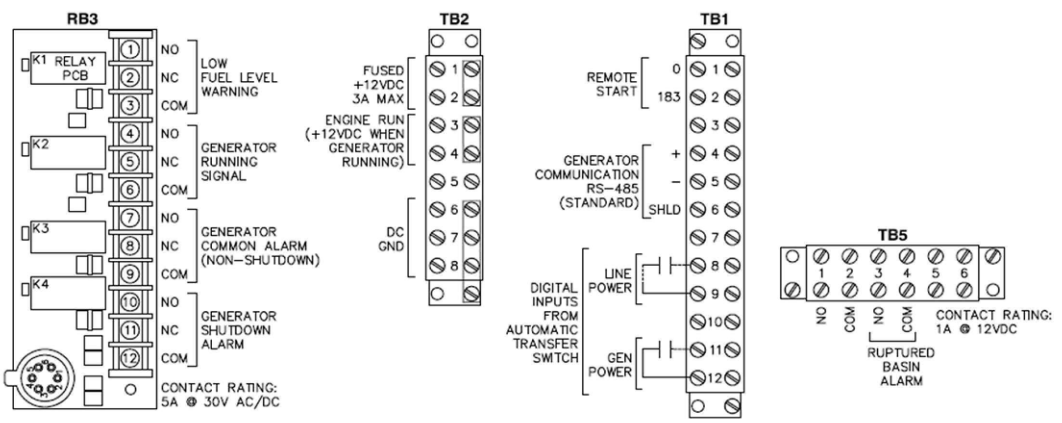 RB3
K1 RELAY
PCB
K2
K3
K4
1
2
3
4
5
6
7
8
9
10
11
12
NO
NC
COM
LOW
FUEL LEVEL
WARNING
NO
NC
COM
GENERATOR
RUNNING
SIGNAL
NO
NC
COM
GENERATOR
COMMON ALARM
(NON-SHUTDOWN)
NO
NC
COM
GENERATOR
SHUTDOWN
ALARM
CONTACT RATING:
5A @ 30V AC/DC
TB2
FUSED
+12VDC
3A MAX
ENGINE RUN
(+12VDC WHEN
GENERATOR
RUNNING)
DC
GND
1
2
3
4
5
6
7
8
TB1
REMOTE
START
0
183
GENERATOR
COMMUNICATION
RS-485
(STANDARD)
+
-
SHLD
DIGITAL
INPUTS
FROM
AUTOMATIC
TRANSFER
SWITCH
LINE
POWER
GEN
POWER
1
2
3
4
5
6
7
8
9
10
11
12
TB5
1 2 3 4 5 6
NO
COM
NO
COM
RUPTURED
BASIN
ALARM
CONTACT RATING:
1A @ 12VDC